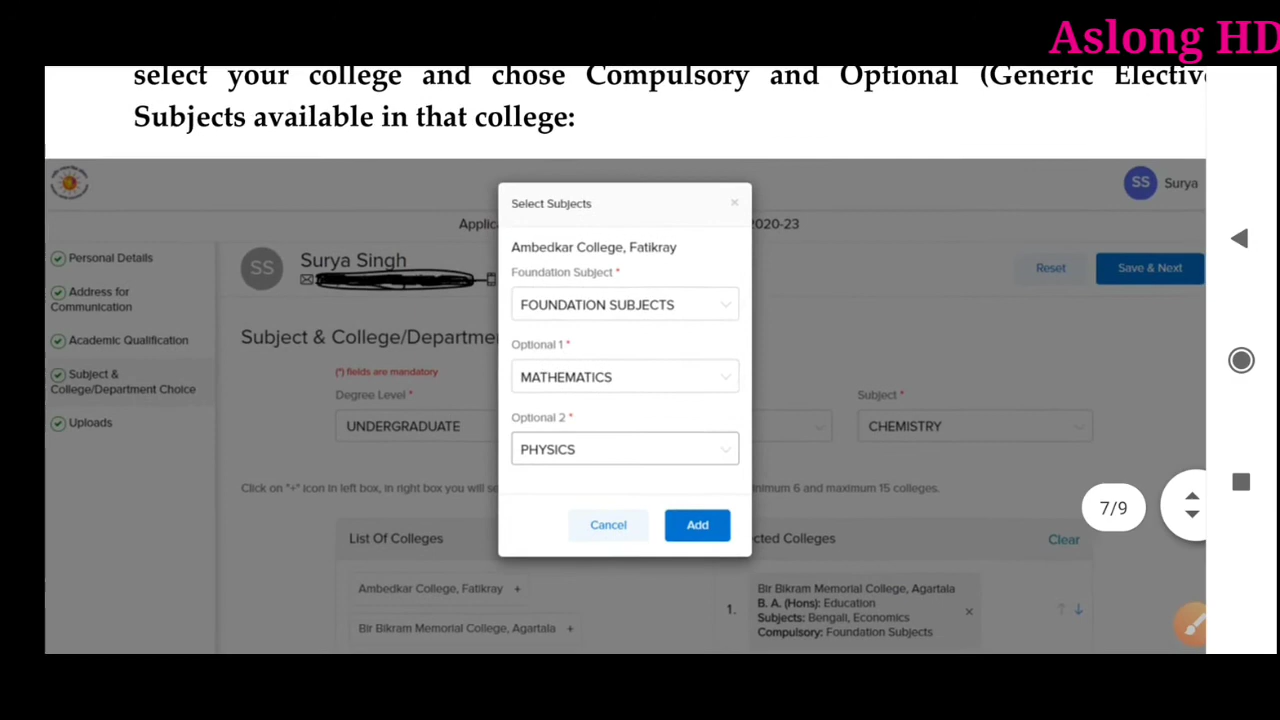 Aslong HD
select your college and chose Compulsory and Optional (Generic Elective
Subjects available in that college:
SS Surya
Select Subjects ×
Applic 2020-23
Personal Details
Address for
Communication
Academic Qualification
Subject &
College/Department Choice
Uploads
SS Surya Singh
Reset Save & Next
Subject & College/Departme
(*) fields are mandatory
Degree Level *
UNDERGRADUATE
Subject *
CHEMISTRY
Ambedkar College, Fatikray
Foundation Subject *
FOUNDATION SUBJECTS
Optional 1 *
MATHEMATICS
Optional 2 *
PHYSICS
Cancel Add
Click on "+" icon in left box, in right box you will se
inimum 6 and maximum 15 colleges.
7/9
List Of Colleges
Ambedkar College, Fatikray +
Bir Bikram Memorial College, Agartala +
cted Colleges Clear
1.
Bir Bikram Memorial College, Agartala
B. A. (Hons): Education
Subjects: Bengali, Economics
Compulsory: Foundation Subjects
×